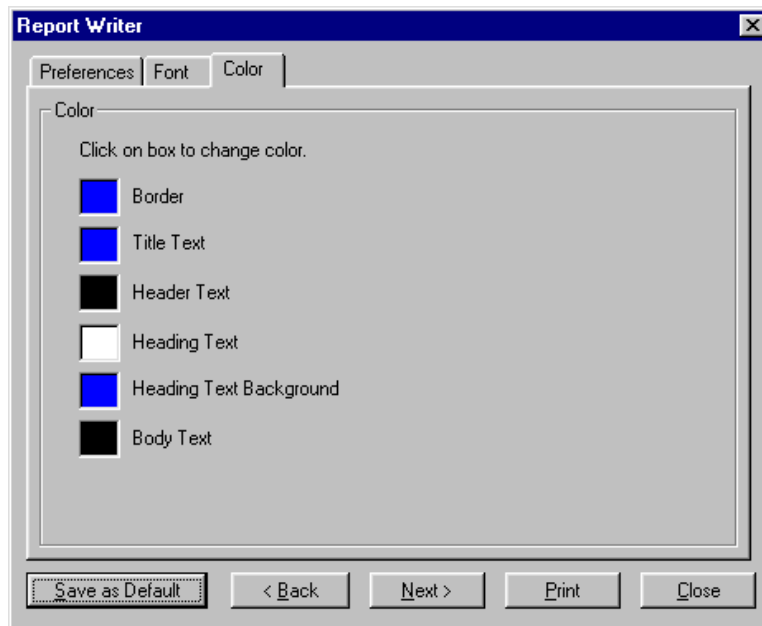 Report Writer
Preferences Font Color
Color
Click on box to change color.
Border
Title Text
Header Text
Heading Text
Heading Text Background
Body Text
Save as Default < Back Next > Print Close